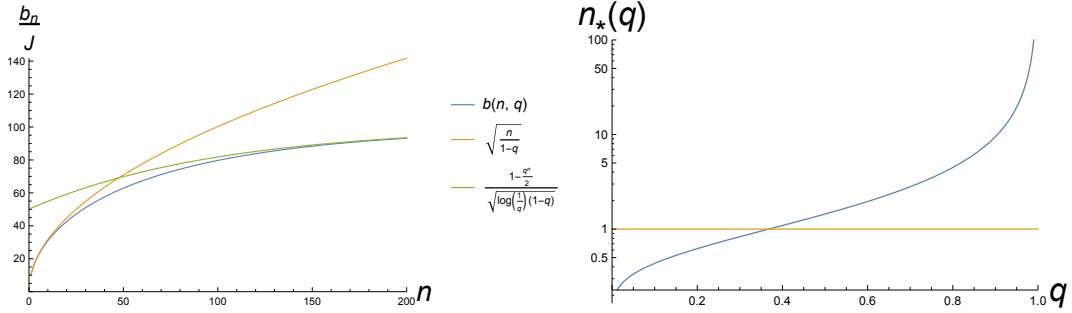 b_n
J
140
120
100
80
60
40
20
0 50 100 150 200 n
b(n, q)
√(n/(1-q))
(1-q^n/2)/√(log(1/q)(1-q))
n_*(q)
100
50
10
5
1
0.5
0.2 0.4 0.6 0.8 1.0 q